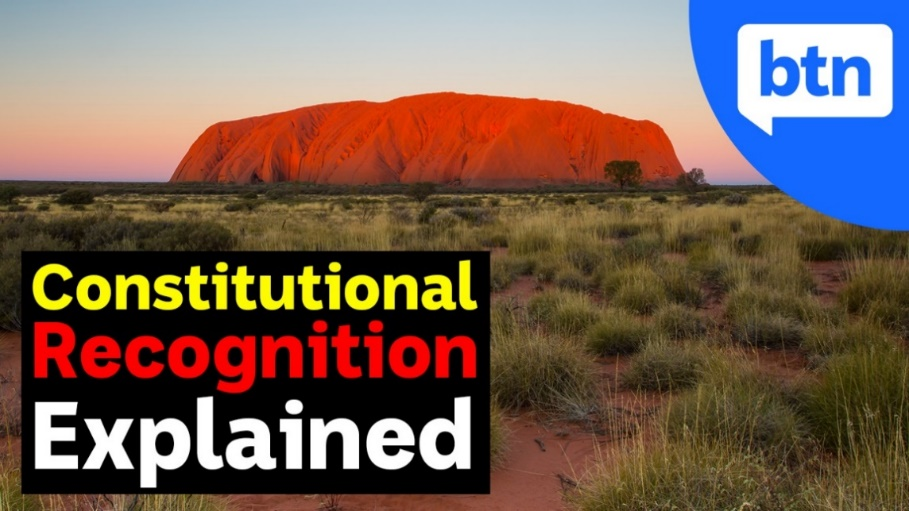 btn
Constitutional
Recognition
Explained